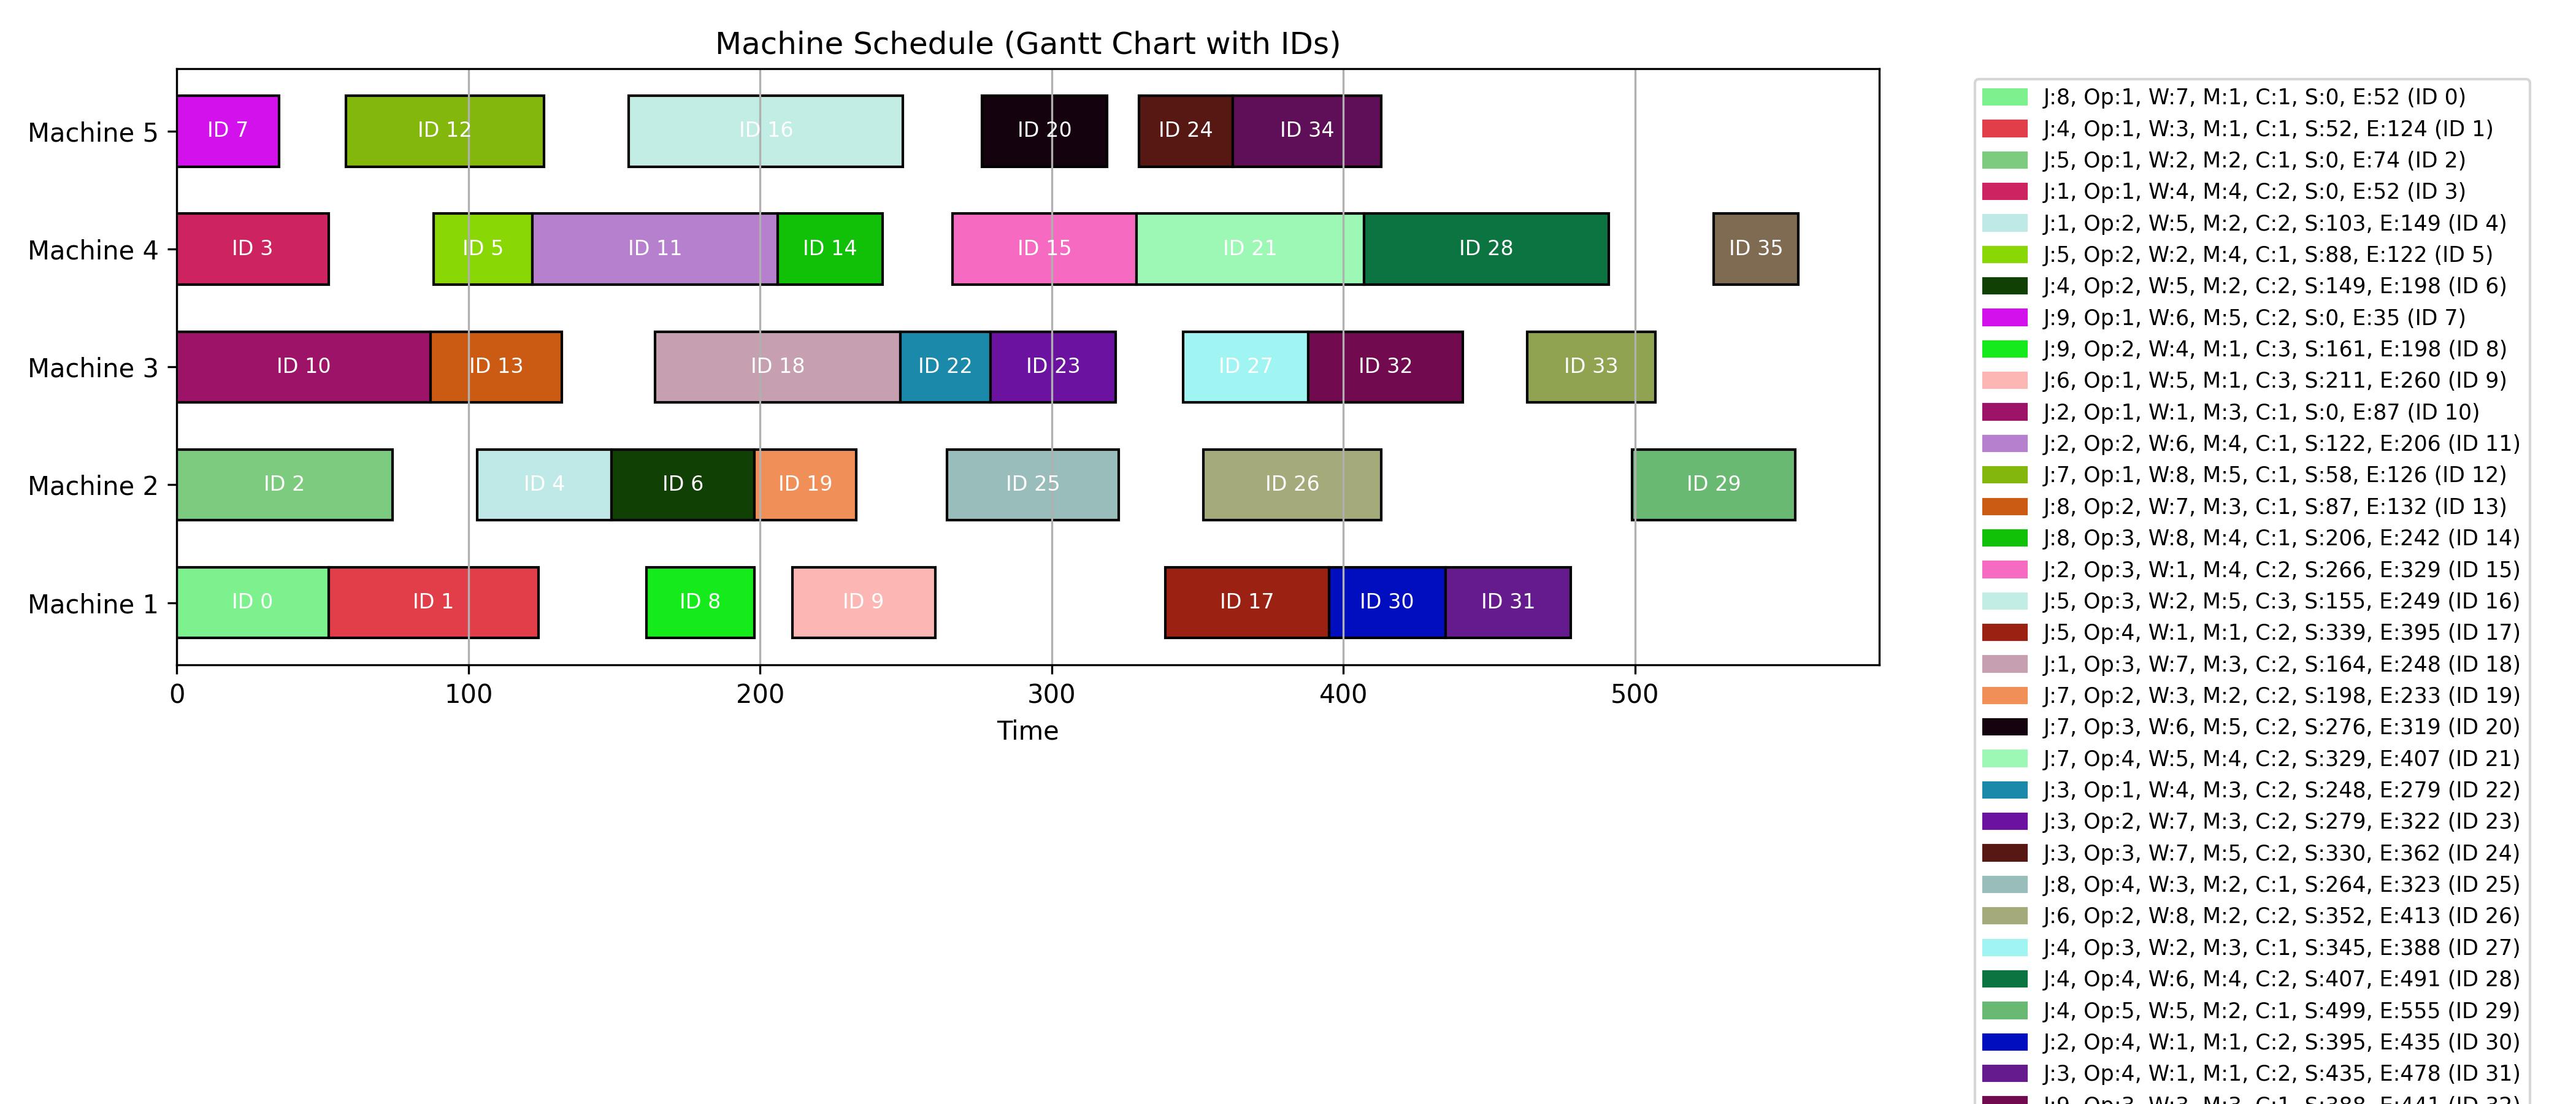 Machine Schedule (Gantt Chart with IDs)
Machine 5
ID 7
ID 12
ID 16
ID 20
ID 24
ID 34
Machine 4
ID 3
ID 5
ID 11
ID 14
ID 15
ID 21
ID 28
ID 35
Machine 3
ID 10
ID 13
ID 18
ID 22
ID 23
ID 27
ID 32
ID 33
Machine 2
ID 2
ID 4
ID 6
ID 19
ID 25
ID 26
ID 29
Machine 1
ID 0
ID 1
ID 8
ID 9
ID 17
ID 30
ID 31
0 100 200 300 400 500
Time
J:8, Op:1, W:7, M:1, C:1, S:0, E:52 (ID 0)
J:4, Op:1, W:3, M:1, C:1, S:52, E:124 (ID 1)
J:5, Op:1, W:2, M:2, C:1, S:0, E:74 (ID 2)
J:1, Op:1, W:4, M:4, C:2, S:0, E:52 (ID 3)
J:1, Op:2, W:5, M:2, C:2, S:103, E:149 (ID 4)
J:5, Op:2, W:2, M:4, C:1, S:88, E:122 (ID 5)
J:4, Op:2, W:5, M:2, C:2, S:149, E:198 (ID 6)
J:9, Op:1, W:6, M:5, C:2, S:0, E:35 (ID 7)
J:9, Op:2, W:4, M:1, C:3, S:161, E:198 (ID 8)
J:6, Op:1, W:5, M:1, C:3, S:211, E:260 (ID 9)
J:2, Op:1, W:1, M:3, C:1, S:0, E:87 (ID 10)
J:2, Op:2, W:6, M:4, C:1, S:122, E:206 (ID 11)
J:7, Op:1, W:8, M:5, C:1, S:58, E:126 (ID 12)
J:8, Op:2, W:7, M:3, C:1, S:87, E:132 (ID 13)
J:8, Op:3, W:8, M:4, C:1, S:206, E:242 (ID 14)
J:2, Op:3, W:1, M:4, C:2, S:266, E:329 (ID 15)
J:5, Op:3, W:2, M:5, C:3, S:155, E:249 (ID 16)
J:5, Op:4, W:1, M:1, C:2, S:339, E:395 (ID 17)
J:1, Op:3, W:7, M:3, C:2, S:164, E:248 (ID 18)
J:7, Op:2, W:3, M:2, C:2, S:198, E:233 (ID 19)
J:7, Op:3, W:6, M:5, C:2, S:276, E:319 (ID 20)
J:7, Op:4, W:5, M:4, C:2, S:329, E:407 (ID 21)
J:3, Op:1, W:4, M:3, C:2, S:248, E:279 (ID 22)
J:3, Op:2, W:7, M:3, C:2, S:279, E:322 (ID 23)
J:3, Op:3, W:7, M:5, C:2, S:330, E:362 (ID 24)
J:8, Op:4, W:3, M:2, C:1, S:264, E:323 (ID 25)
J:6, Op:2, W:8, M:2, C:2, S:352, E:413 (ID 26)
J:4, Op:3, W:2, M:3, C:1, S:345, E:388 (ID 27)
J:4, Op:4, W:6, M:4, C:2, S:407, E:491 (ID 28)
J:4, Op:5, W:5, M:2, C:1, S:499, E:555 (ID 29)
J:2, Op:4, W:1, M:1, C:2, S:395, E:435 (ID 30)
J:3, Op:4, W:1, M:1, C:2, S:435, E:478 (ID 31)
J:9, Op:3, W:3, M:3, C:1, S:388, E:441 (ID 32)